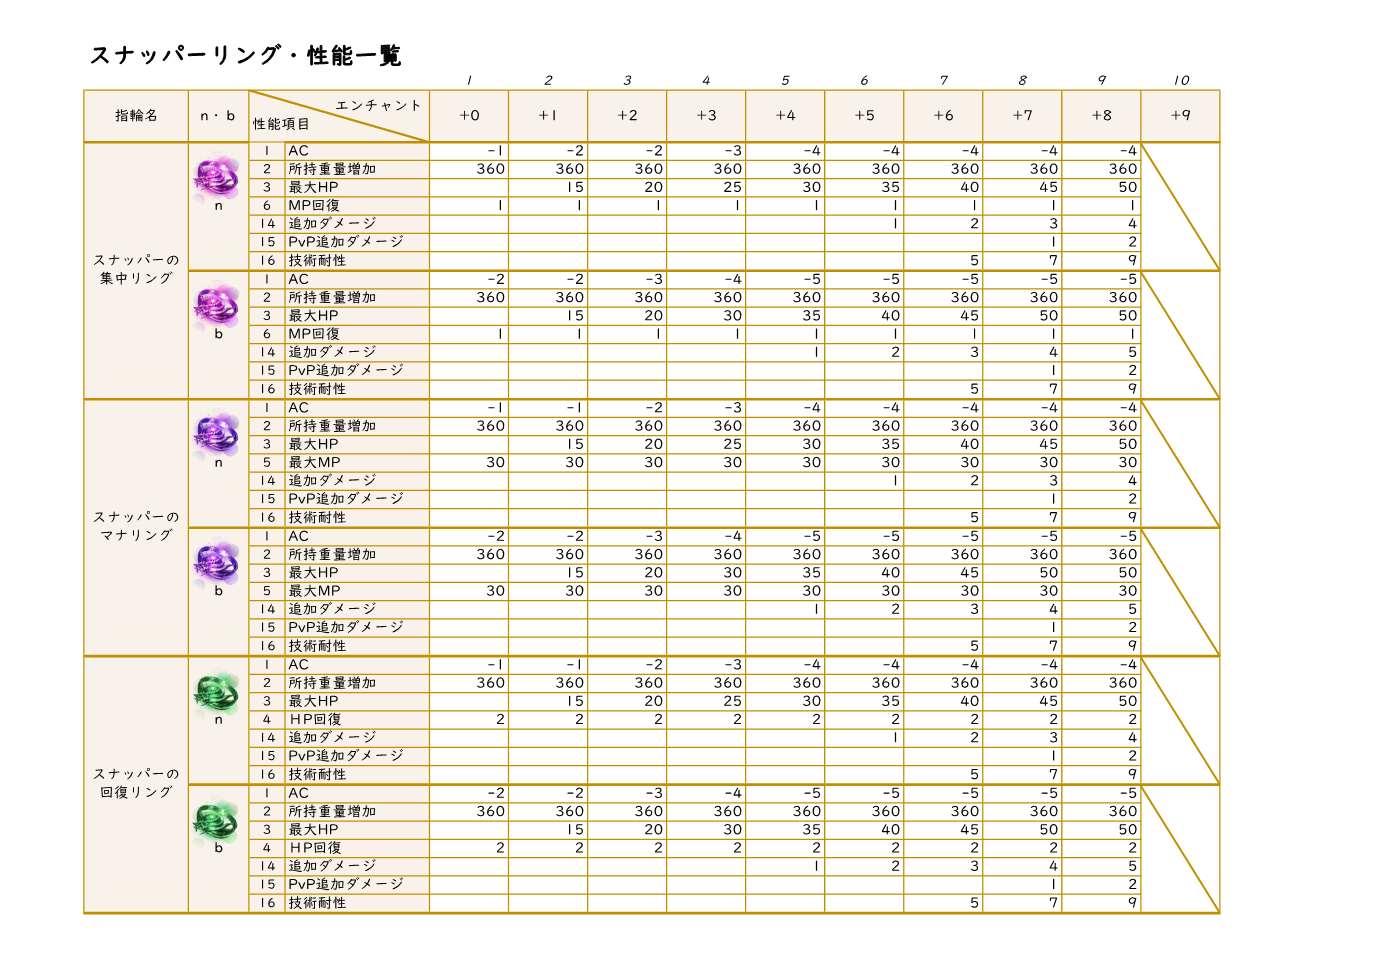 スナッパーリング・性能一覧
1 2 3 4 5 6 7 8 9 10
指輪名 n・b エンチャント 性能項目 +0 +1 +2 +3 +4 +5 +6 +7 +8 +9
スナッパーの
集中リング
n
1 AC -1 -2 -2 -3 -4 -4 -4 -4 -4
2 所持重量増加 360 360 360 360 360 360 360 360 360
3 最大HP 15 20 25 30 35 40 45 50
6 MP回復 1 1 1 1 1 1 1 1 1
14 追加ダメージ 1 2 3 4
15 PvP追加ダメージ 1 2
16 技術耐性 5 7 9
b
1 AC -2 -2 -3 -4 -5 -5 -5 -5 -5
2 所持重量増加 360 360 360 360 360 360 360 360 360
3 最大HP 15 20 30 35 40 45 50 50
6 MP回復 1 1 1 1 1 1 1 1 1
14 追加ダメージ 1 2 3 4 5
15 PvP追加ダメージ 1 2
16 技術耐性 5 7 9
スナッパーの
マナリング
n
1 AC -1 -1 -2 -3 -4 -4 -4 -4 -4
2 所持重量増加 360 360 360 360 360 360 360 360 360
3 最大HP 15 20 25 30 35 40 45 50
5 最大MP 30 30 30 30 30 30 30 30 30
14 追加ダメージ 1 2 3 4
15 PvP追加ダメージ 1 2
16 技術耐性 5 7 9
b
1 AC -2 -2 -3 -4 -5 -5 -5 -5 -5
2 所持重量増加 360 360 360 360 360 360 360 360 360
3 最大HP 15 20 30 35 40 45 50 50
5 最大MP 30 30 30 30 30 30 30 30 30
14 追加ダメージ 1 2 3 4 5
15 PvP追加ダメージ 1 2
16 技術耐性 5 7 9
スナッパーの
回復リング
n
1 AC -1 -1 -2 -3 -4 -4 -4 -4 -4
2 所持重量増加 360 360 360 360 360 360 360 360 360
3 最大HP 15 20 25 30 35 40 45 50
4 HP回復 2 2 2 2 2 2 2 2 2
14 追加ダメージ 1 2 3 4
15 PvP追加ダメージ 1 2
16 技術耐性 5 7 9
b
1 AC -2 -2 -3 -4 -5 -5 -5 -5 -5
2 所持重量増加 360 360 360 360 360 360 360 360 360
3 最大HP 15 20 30 35 40 45 50 50
4 HP回復 2 2 2 2 2 2 2 2 2
14 追加ダメージ 1 2 3 4 5
15 PvP追加ダメージ 1 2
16 技術耐性 5 7 9